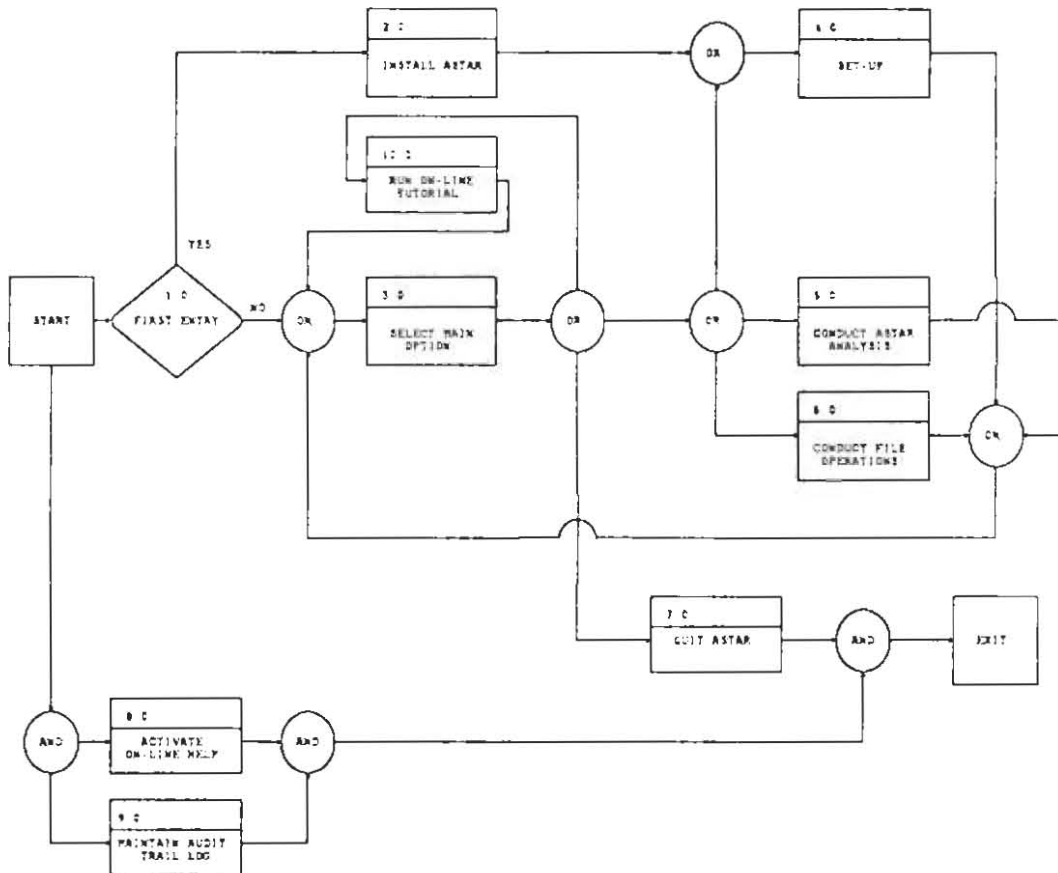 2 0
INSTALL ASTAR
OR
4 0
SET-UP
10 0
RUN ON-LINE
TUTORIAL
YES
START
1 0
FIRST ENTRY
NO
OR
3 0
SELECT MAIN
OPTION
OR
OR
5 0
CONDUCT ASTAR
ANALYSIS
6 0
CONDUCT FILE
OPERATIONS
OR
7 0
QUIT ASTAR
AND
EXIT
AND
8 0
ACTIVATE
ON-LINE HELP
AND
9 0
MAINTAIN AUDIT
TRAIL LOG